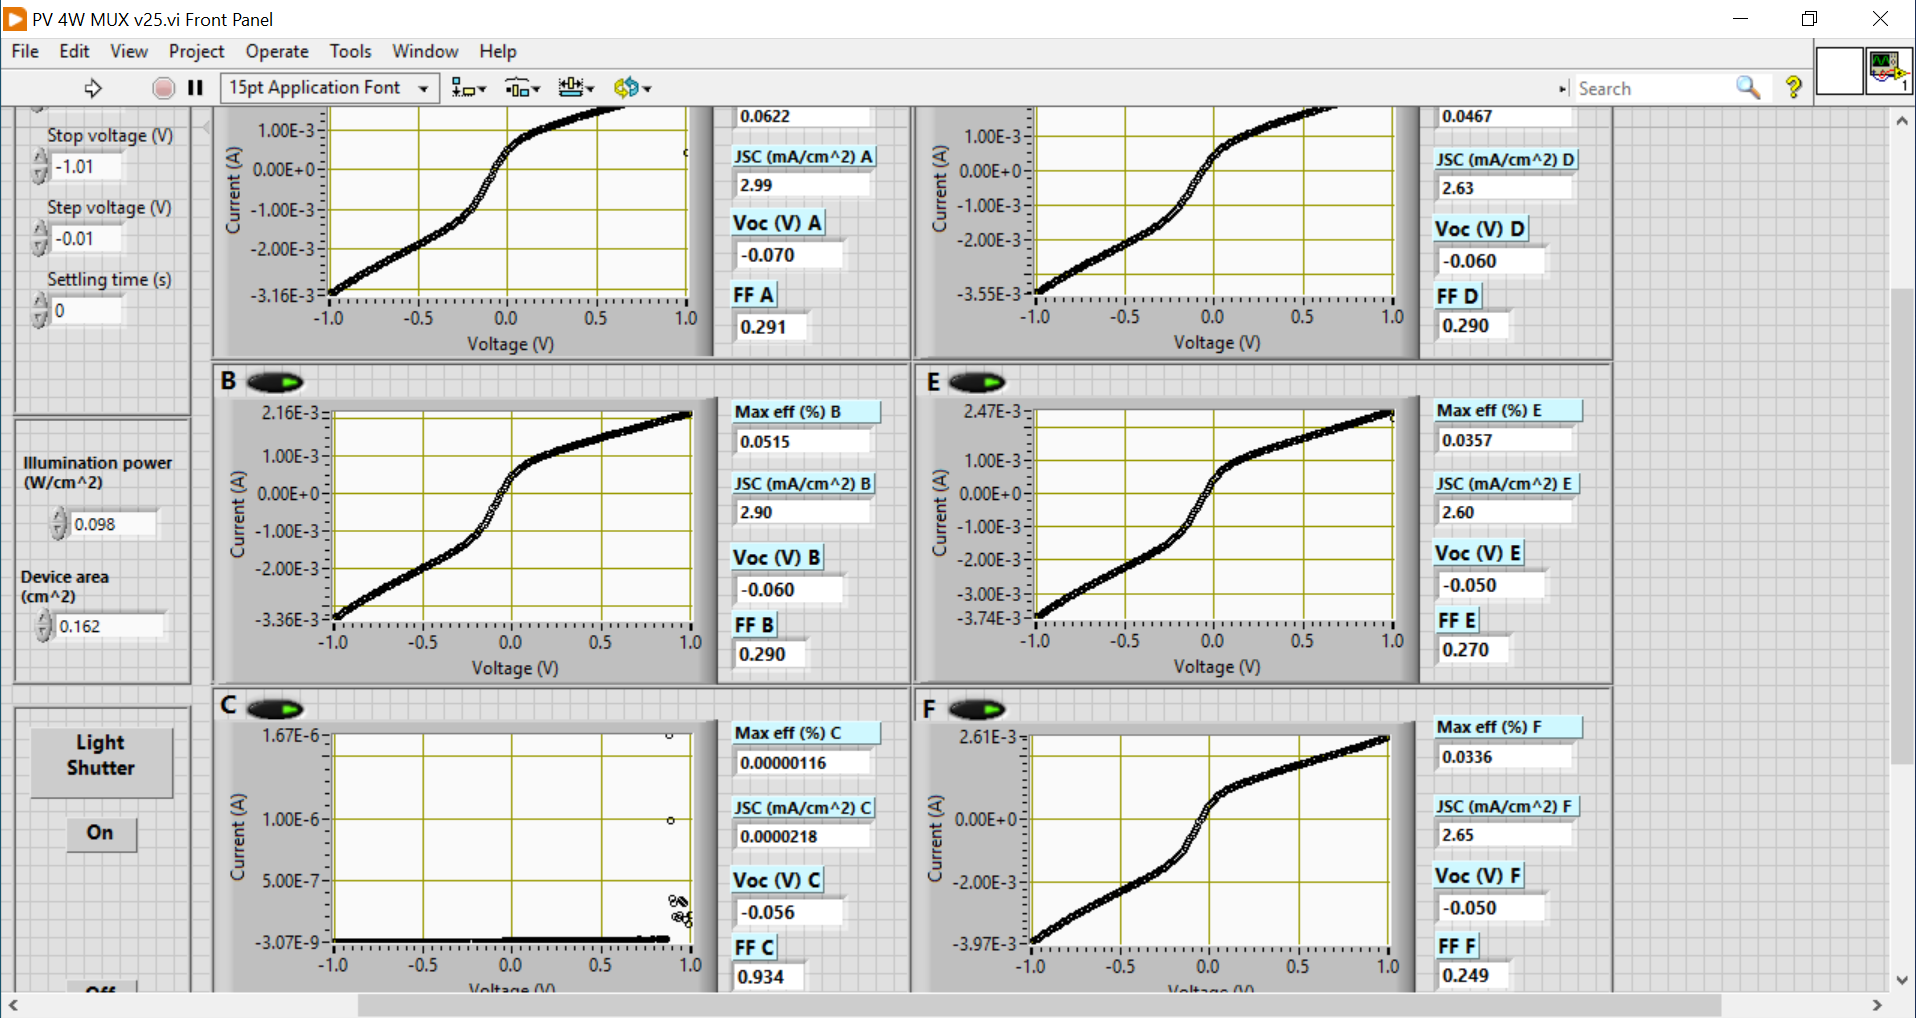 PV 4W MUX v25.vi Front Panel
File Edit View Project Operate Tools Window Help
15pt Application Font
Search
1
Stop voltage (V)
-1.01
Step voltage (V)
-0.01
Settling time (s)
0
Illumination power
(W/cm^2)
0.098
Device area
(cm^2)
0.162
Light
Shutter
On
Off
Current (A)
1.00E-3
0.00E+0
-1.00E-3
-2.00E-3
-3.16E-3
-1.0 -0.5 0.0 0.5 1.0
Voltage (V)
0.0622
JSC (mA/cm^2) A
2.99
Voc (V) A
-0.070
FF A
0.291
Current (A)
1.00E-3
0.00E+0
-1.00E-3
-2.00E-3
-3.55E-3
-1.0 -0.5 0.0 0.5 1.0
Voltage (V)
0.0467
JSC (mA/cm^2) D
2.63
Voc (V) D
-0.060
FF D
0.290
B
Current (A)
2.16E-3
1.00E-3
0.00E+0
-1.00E-3
-2.00E-3
-3.36E-3
-1.0 -0.5 0.0 0.5 1.0
Voltage (V)
Max eff (%) B
0.0515
JSC (mA/cm^2) B
2.90
Voc (V) B
-0.060
FF B
0.290
E
Current (A)
2.47E-3
1.00E-3
0.00E+0
-1.00E-3
-2.00E-3
-3.00E-3
-3.74E-3
-1.0 -0.5 0.0 0.5 1.0
Voltage (V)
Max eff (%) E
0.0357
JSC (mA/cm^2) E
2.60
Voc (V) E
-0.050
FF E
0.270
C
Current (A)
1.67E-6
1.00E-6
5.00E-7
-3.07E-9
-1.0 -0.5 0.0 0.5 1.0
Voltage (V)
Max eff (%) C
0.00000116
JSC (mA/cm^2) C
0.0000218
Voc (V) C
-0.056
FF C
0.934
F
Current (A)
2.61E-3
0.00E+0
-2.00E-3
-3.97E-3
-1.0 -0.5 0.0 0.5 1.0
Voltage (V)
Max eff (%) F
0.0336
JSC (mA/cm^2) F
2.65
Voc (V) F
-0.050
FF F
0.249